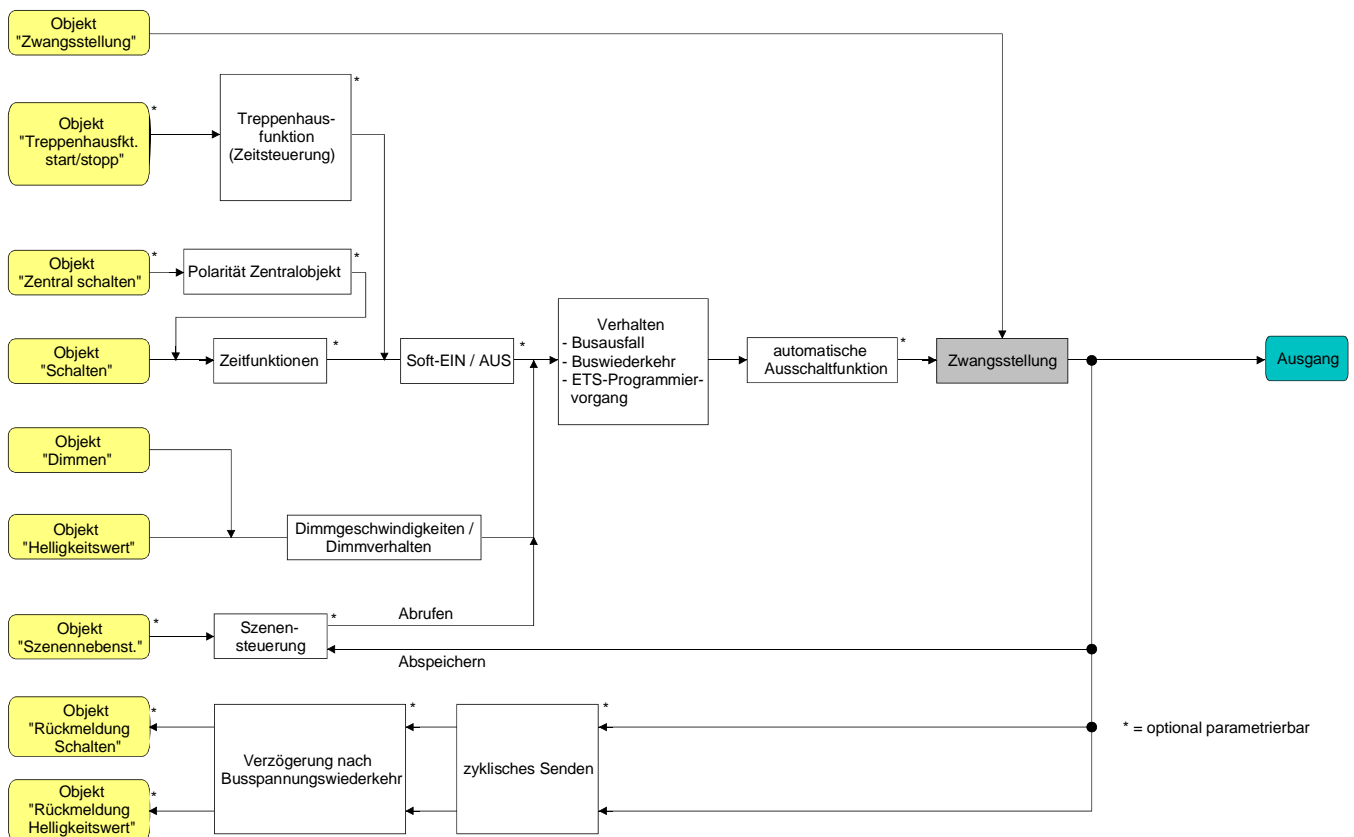 Objekt
"Zwangsstellung"
*
Objekt
"Treppenhausfkt.
start/stopp"
*
Treppenhaus-
funktion
(Zeitsteuerung)
*
Objekt
"Zentral schalten"
*
Polarität Zentralobjekt
*
Objekt
"Schalten"
Zeitfunktionen
*
Soft-EIN / AUS
*
Verhalten
- Busausfall
- Buswiederkehr
- ETS-Programmier-
vorgang
automatische
Ausschaltfunktion
*
Zwangsstellung
Ausgang
Objekt
"Dimmen"
Objekt
"Helligkeitswert"
Dimmgeschwindigkeiten /
Dimmverhalten
Objekt
"Szenennebenst."
*
Szenen-
steuerung
*
Abrufen
Abspeichern
Objekt
"Rückmeldung
Schalten"
*
Verzögerung nach
Busspannungswiederkehr
*
zyklisches Senden
*
* = optional parametrierbar
Objekt
"Rückmeldung
Helligkeitswert"
*